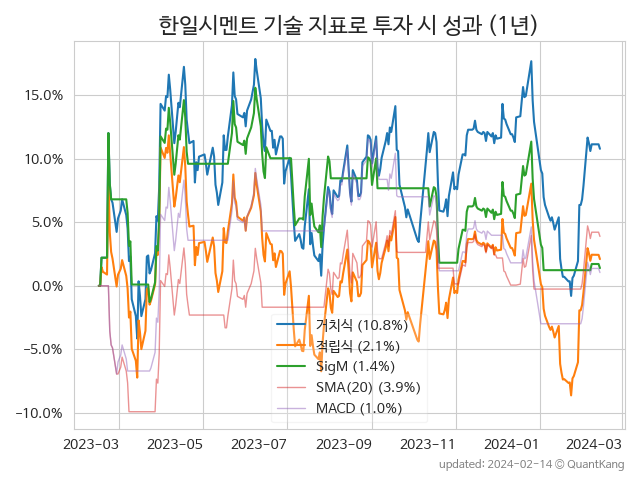 한일시멘트 기술 지표로 투자 시 성과 (1년)
15.0%
10.0%
5.0%
0.0%
−5.0%
−10.0%
거치식 (10.8%)
적립식 (2.1%)
SigM (1.4%)
SMA(20) (3.9%)
MACD (1.0%)
2023-03 2023-05 2023-07 2023-09 2023-11 2024-01 2024-03
updated: 2024-02-14 © QuantKang